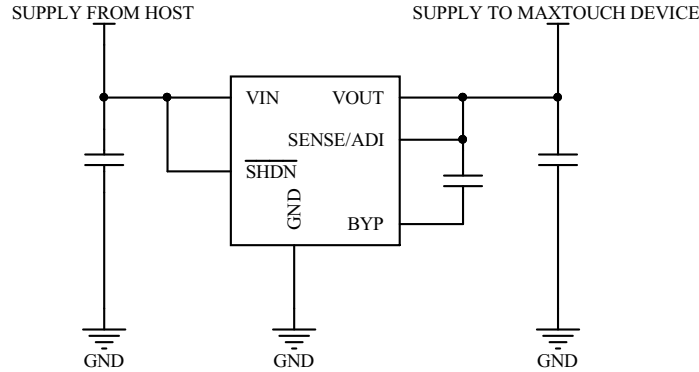 SUPPLY FROM HOST
SUPPLY TO MAXTOUCH DEVICE
VIN
VOUT
SENSE/ADI
SHDN
GND
BYP
GND
GND
GND